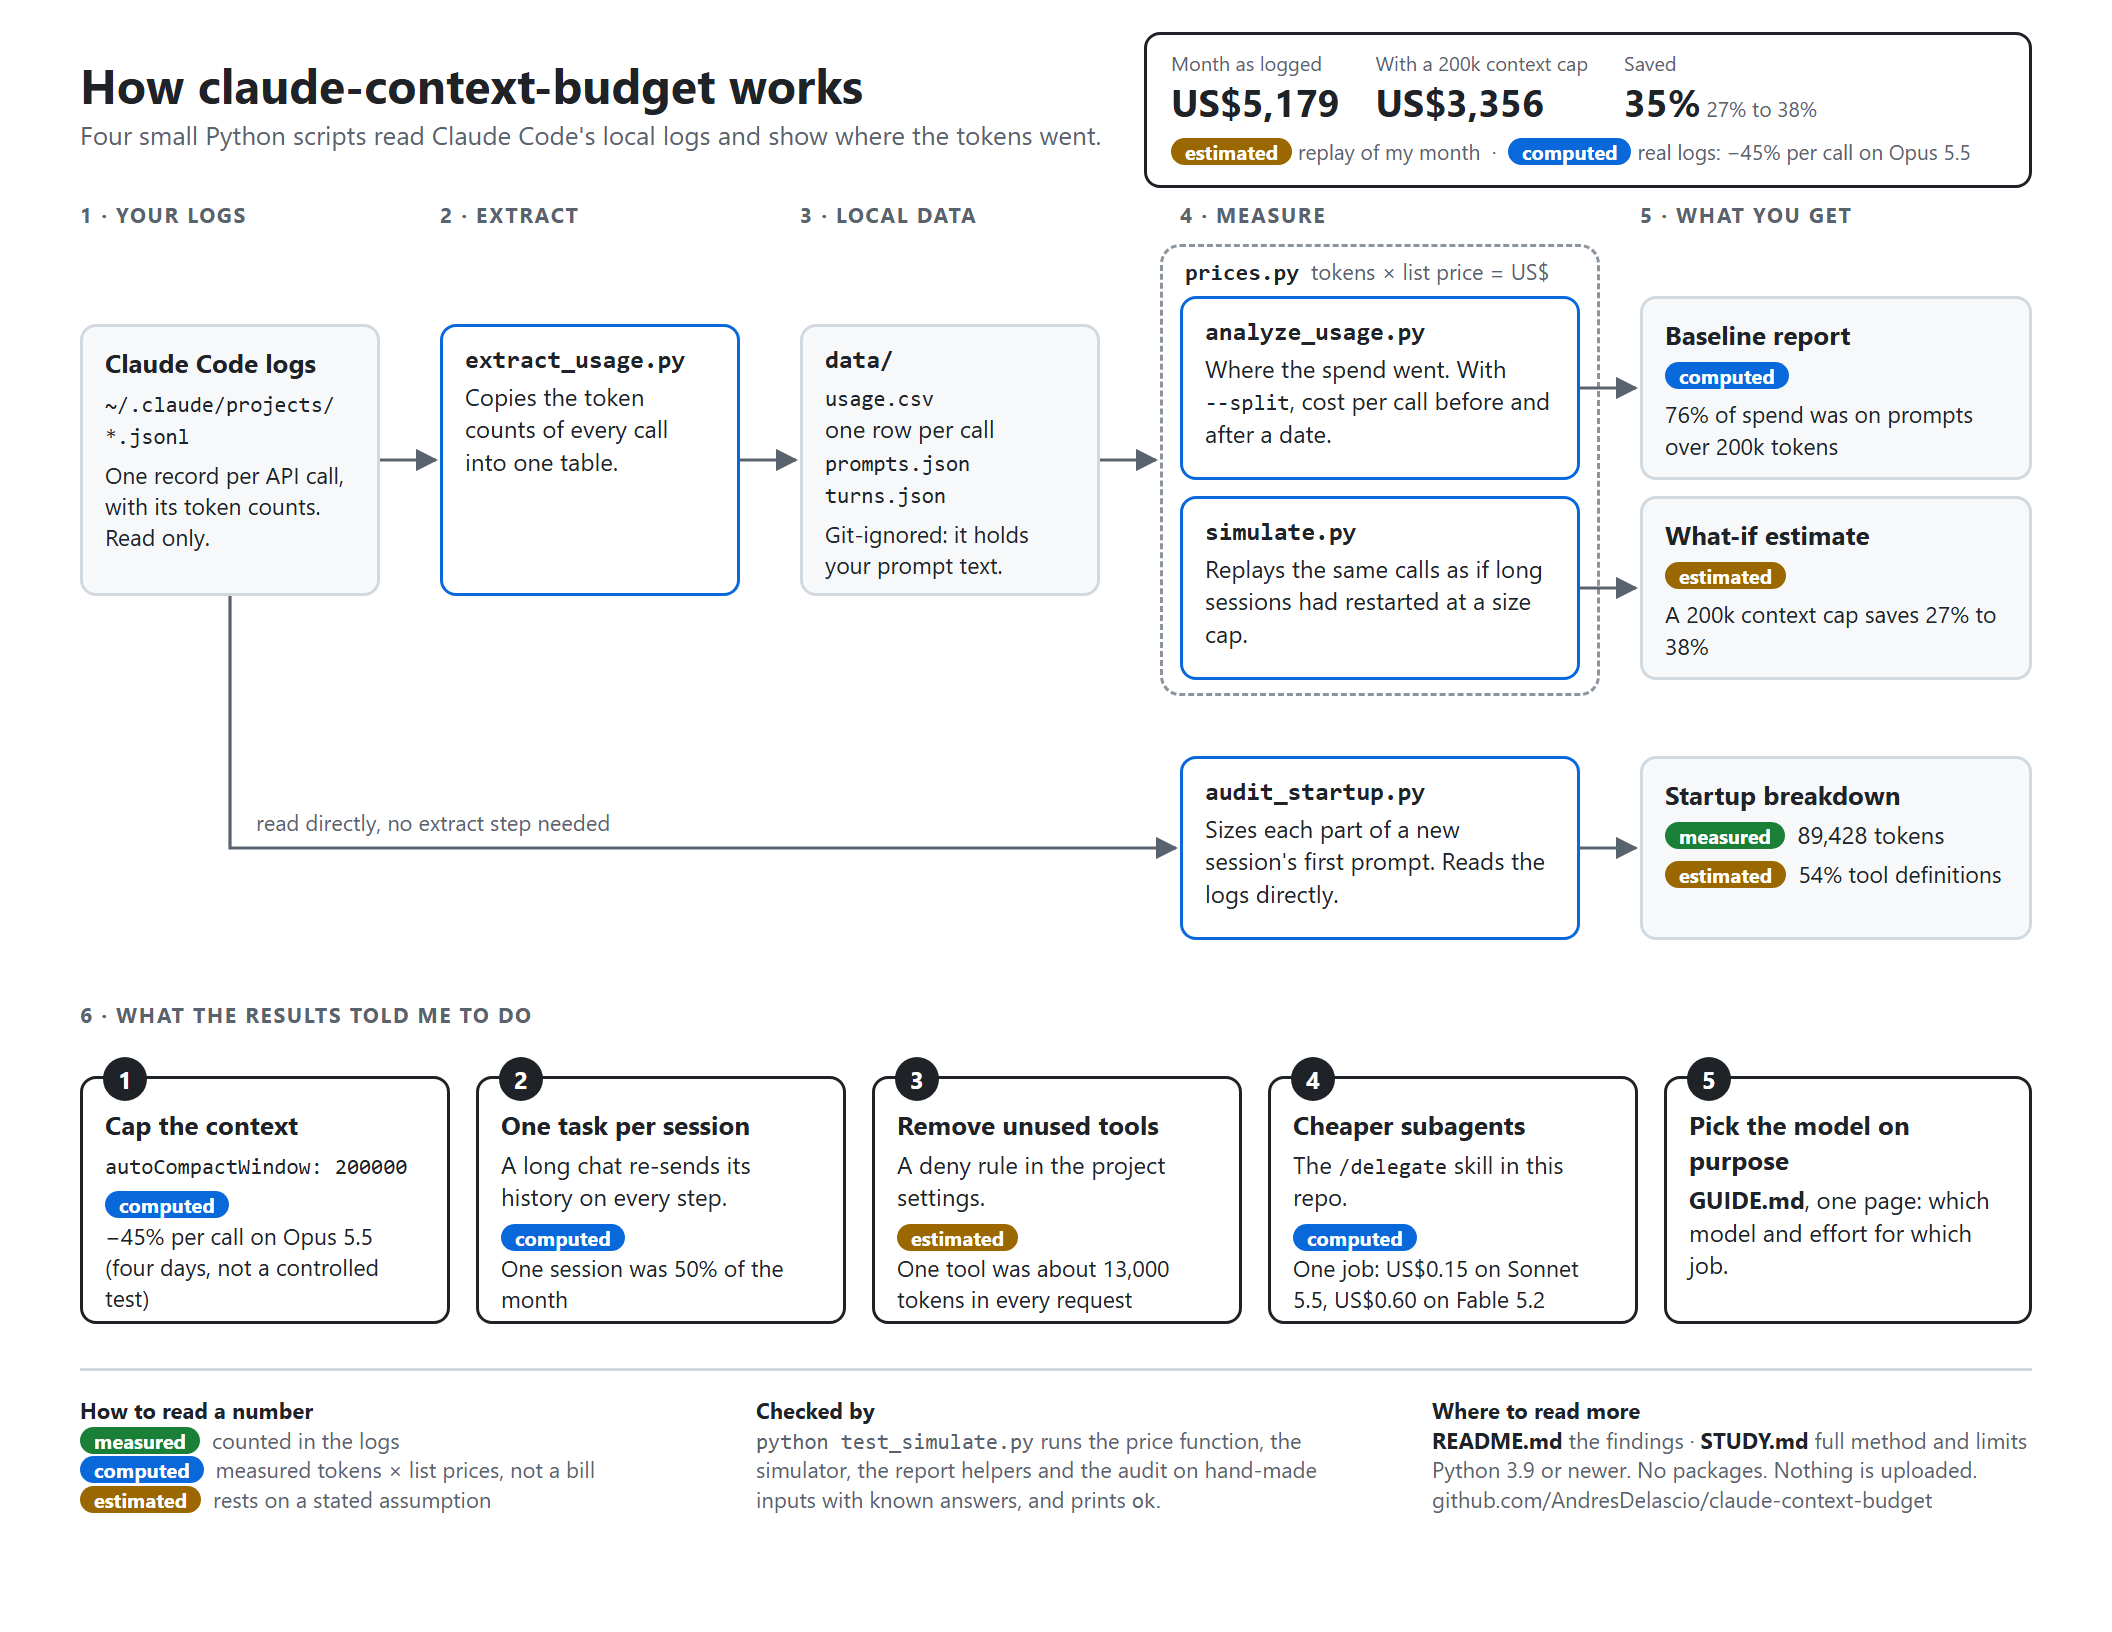 How claude-context-budget works
Four small Python scripts read Claude Code's local logs and show where the tokens went.
Month as logged
US$5,179
With a 200k context cap
US$3,356
Saved
35% 27% to 38%
estimated replay of my month · computed real logs: −45% per call on Opus 5.5
1 · YOUR LOGS
2 · EXTRACT
3 · LOCAL DATA
4 · MEASURE
5 · WHAT YOU GET
Claude Code logs
~/.claude/projects/
*.jsonl
One record per API call,
with its token counts.
Read only.
extract_usage.py
Copies the token
counts of every call
into one table.
data/
usage.csv
one row per call
prompts.json
turns.json
Git-ignored: it holds
your prompt text.
prices.py tokens × list price = US$
analyze_usage.py
Where the spend went. With
--split, cost per call before and
after a date.
simulate.py
Replays the same calls as if long
sessions had restarted at a size
cap.
Baseline report
computed
76% of spend was on prompts
over 200k tokens
What-if estimate
estimated
A 200k context cap saves 27% to
38%
read directly, no extract step needed
audit_startup.py
Sizes each part of a new
session's first prompt. Reads the
logs directly.
Startup breakdown
measured 89,428 tokens
estimated 54% tool definitions
6 · WHAT THE RESULTS TOLD ME TO DO
1
Cap the context
autoCompactWindow: 200000
computed
−45% per call on Opus 5.5
(four days, not a controlled
test)
2
One task per session
A long chat re-sends its
history on every step.
computed
One session was 50% of the
month
3
Remove unused tools
A deny rule in the project
settings.
estimated
One tool was about 13,000
tokens in every request
4
Cheaper subagents
The /delegate skill in this
repo.
computed
One job: US$0.15 on Sonnet
5.5, US$0.60 on Fable 5.2
5
Pick the model on
purpose
GUIDE.md, one page: which
model and effort for which
job.
How to read a number
measured counted in the logs
computed measured tokens × list prices, not a bill
estimated rests on a stated assumption
Checked by
python test_simulate.py runs the price function, the
simulator, the report helpers and the audit on hand-made
inputs with known answers, and prints ok.
Where to read more
README.md the findings · STUDY.md full method and limits
Python 3.9 or newer. No packages. Nothing is uploaded.
github.com/AndresDelascio/claude-context-budget